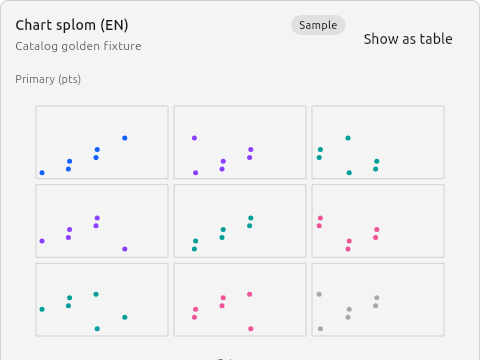 Chart splom (EN)
Sample
Show as table
Catalog golden fixture
Primary (pts)